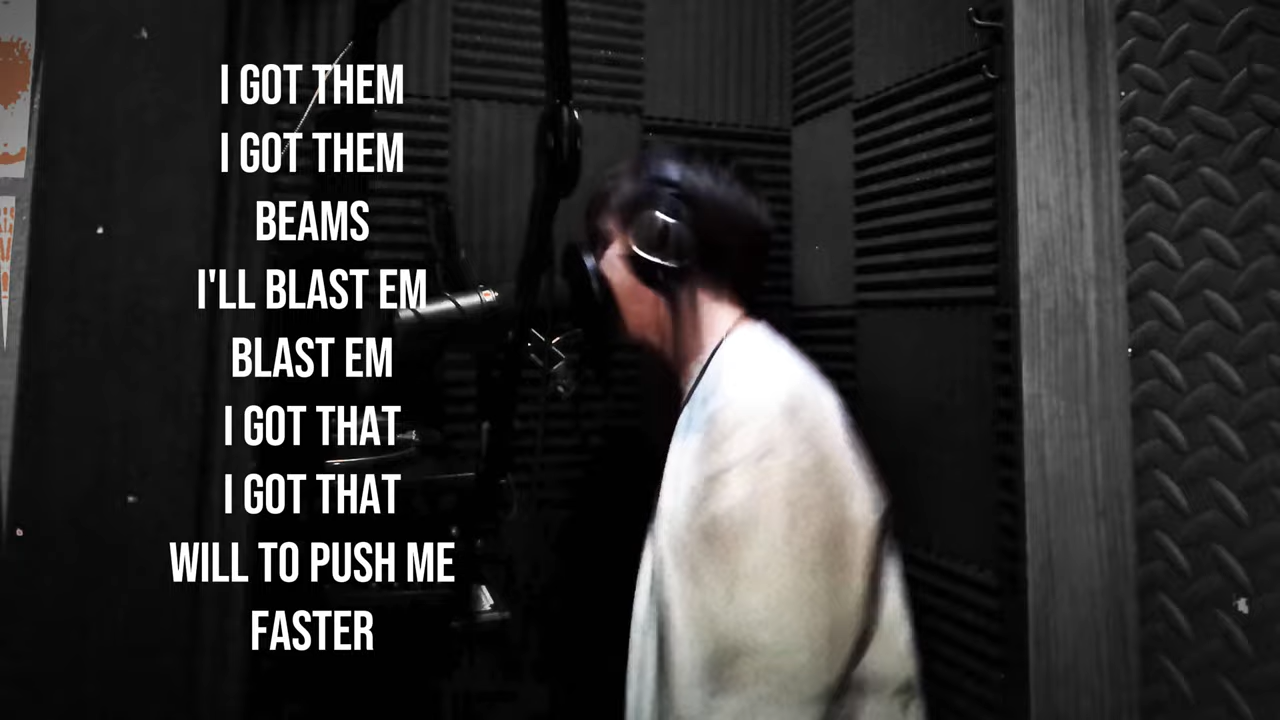 I GOT THEM
I GOT THEM
BEAMS
I'LL BLAST EM
BLAST EM
I GOT THAT
I GOT THAT
WILL TO PUSH ME
FASTER